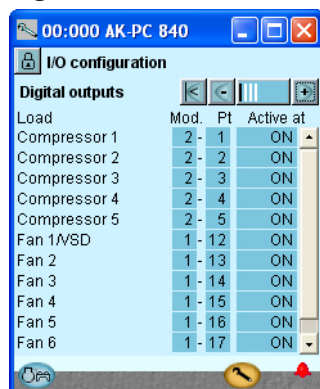 00:000 AK-PC 840
I/O configuration
Digital outputs
Load Mod. Pt Active at
Compressor 1 2 - 1 ON
Compressor 2 2 - 2 ON
Compressor 3 2 - 3 ON
Compressor 4 2 - 4 ON
Compressor 5 2 - 5 ON
Fan 1/VSD 1 - 12 ON
Fan 2 1 - 13 ON
Fan 3 1 - 14 ON
Fan 4 1 - 15 ON
Fan 5 1 - 16 ON
Fan 6 1 - 17 ON